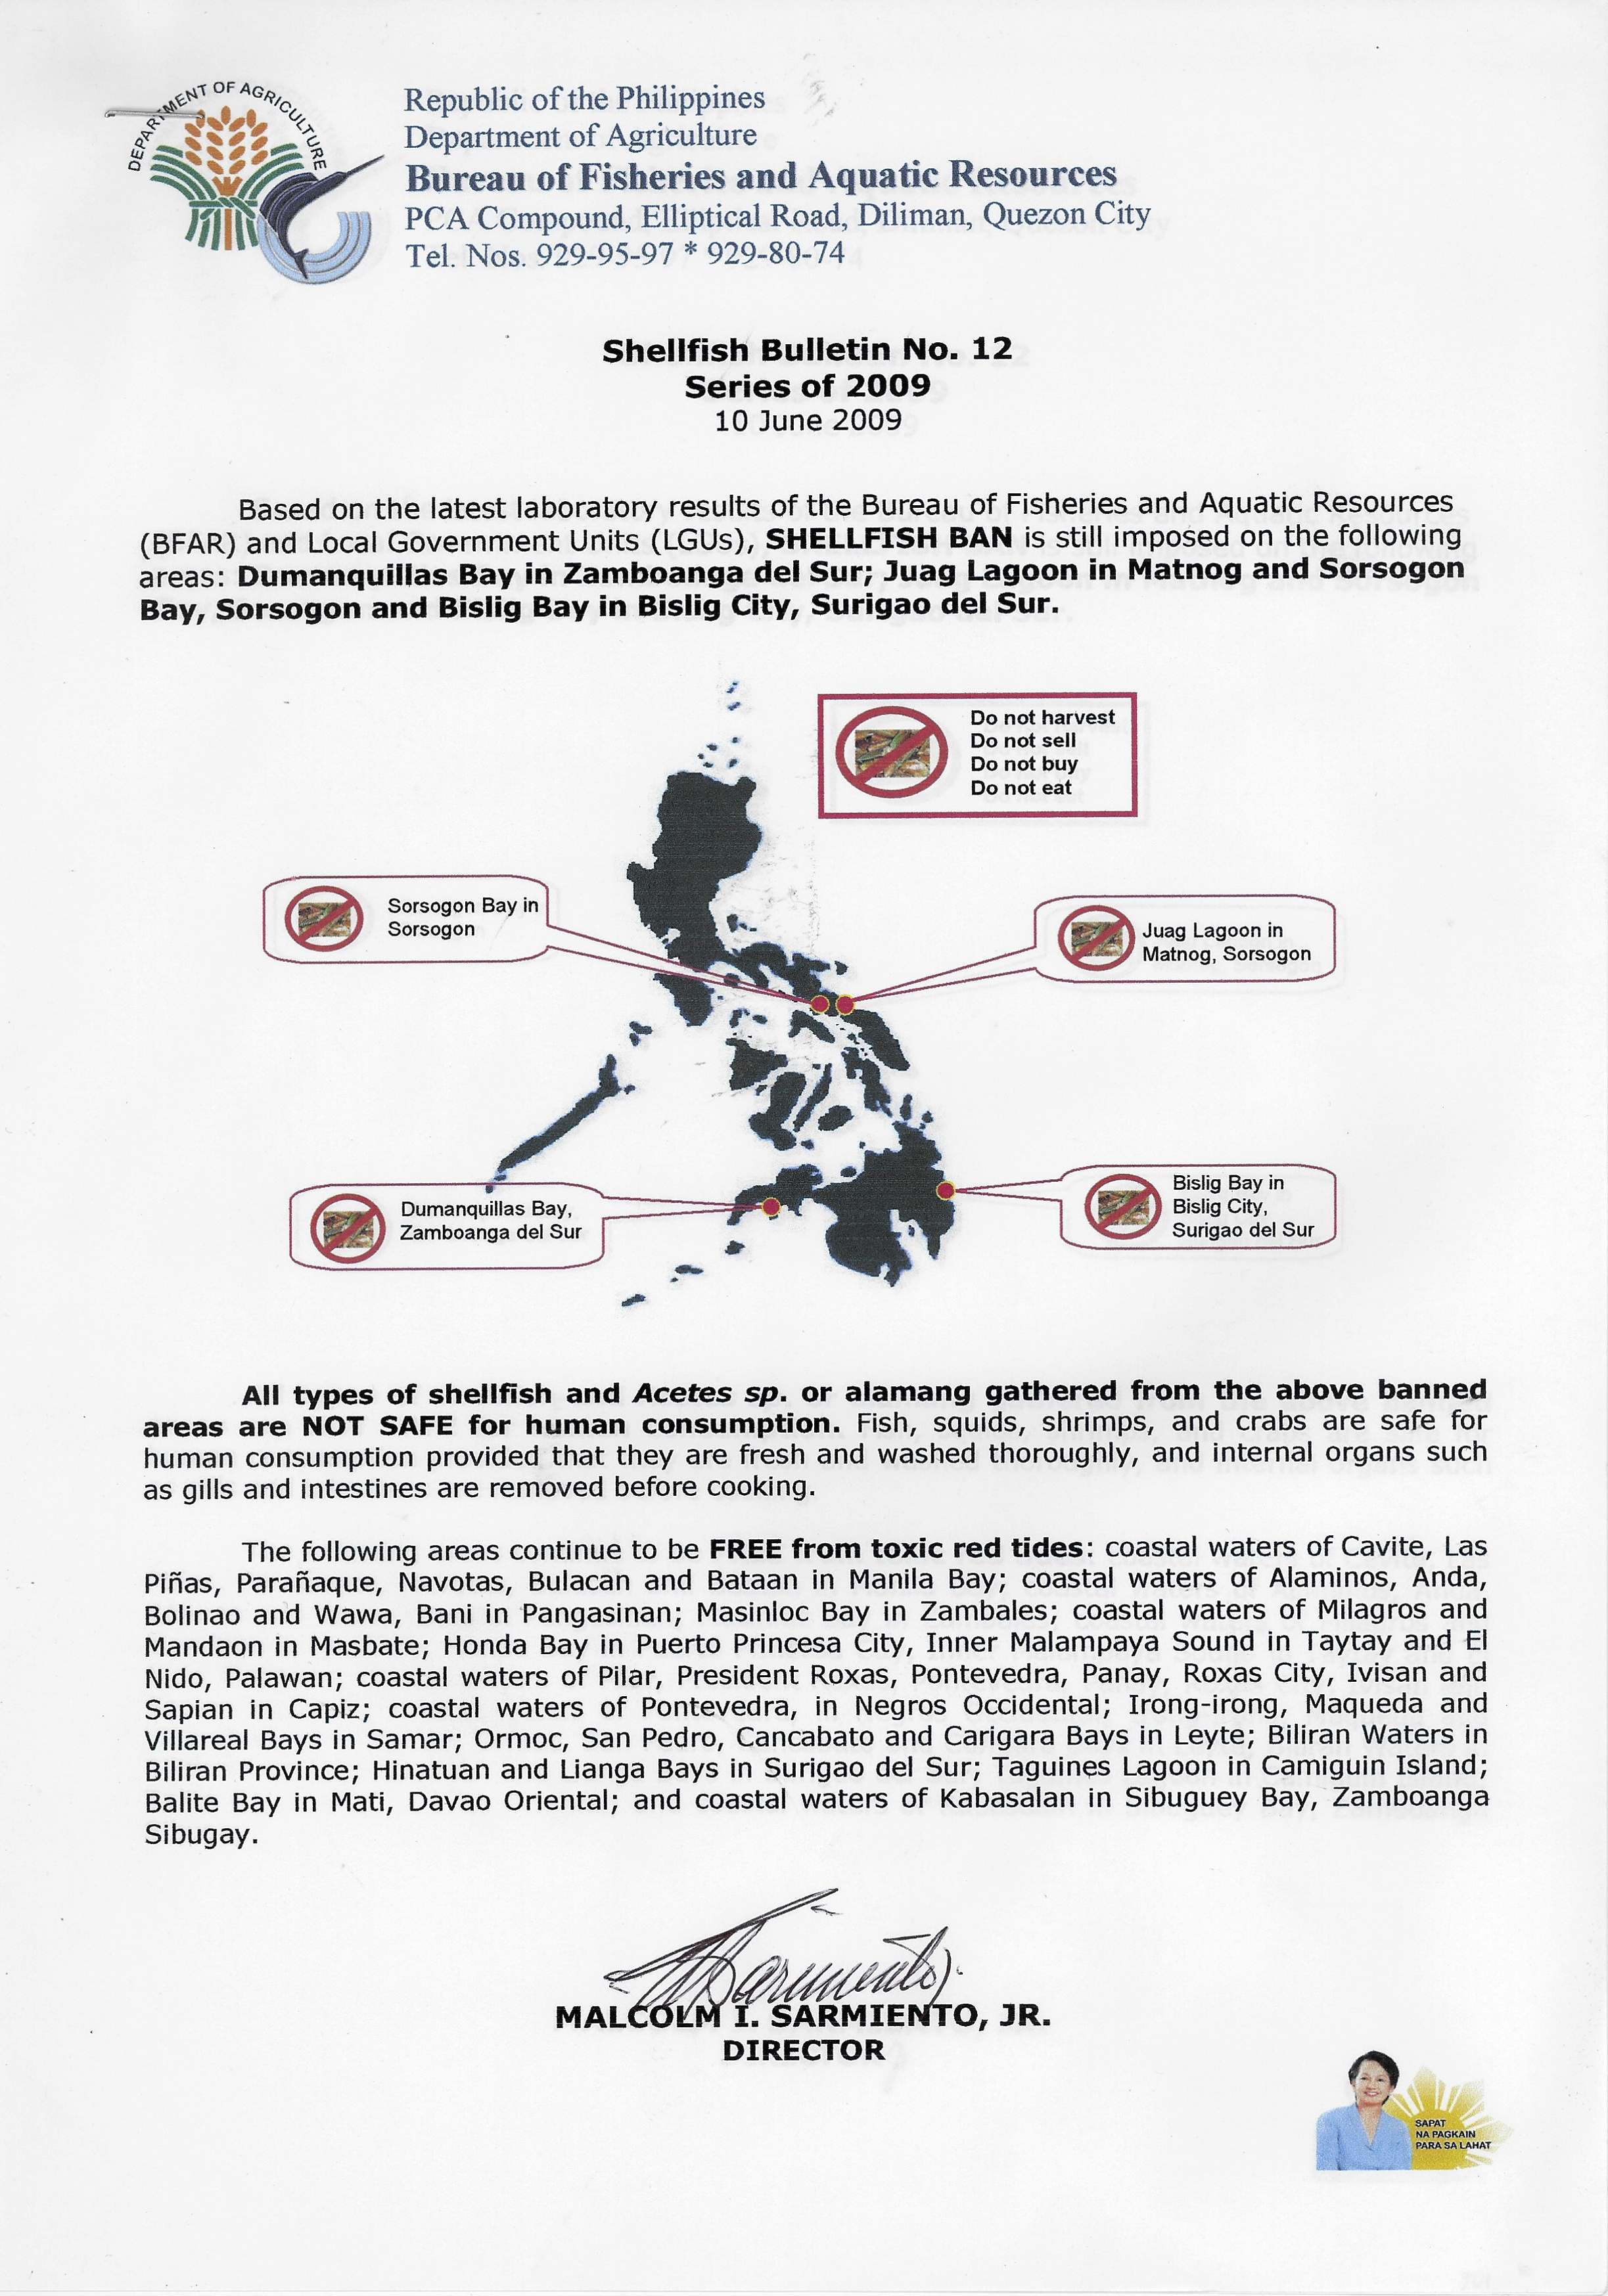 DEPARTMENT OF AGRICULTURE
Republic of the Philippines
Department of Agriculture
Bureau of Fisheries and Aquatic Resources
PCA Compound, Elliptical Road, Diliman, Quezon City
Tel. Nos. 929-95-97 * 929-80-74
Shellfish Bulletin No. 12
Series of 2009
10 June 2009
Based on the latest laboratory results of the Bureau of Fisheries and Aquatic Resources
(BFAR) and Local Government Units (LGUs), SHELLFISH BAN is still imposed on the following
areas: Dumanquillas Bay in Zamboanga del Sur; Juag Lagoon in Matnog and Sorsogon
Bay, Sorsogon and Bislig Bay in Bislig City, Surigao del Sur.
Do not harvest
Do not sell
Do not buy
Do not eat
Sorsogon Bay in
Sorsogon
Juag Lagoon in
Matnog, Sorsogon
Dumanquillas Bay,
Zamboanga del Sur
Bislig Bay in
Bislig City,
Surigao del Sur
All types of shellfish and Acetes sp. or alamang gathered from the above banned
areas are NOT SAFE for human consumption. Fish, squids, shrimps, and crabs are safe for
human consumption provided that they are fresh and washed thoroughly, and internal organs such
as gills and intestines are removed before cooking.
The following areas continue to be FREE from toxic red tides: coastal waters of Cavite, Las
Piñas, Parañaque, Navotas, Bulacan and Bataan in Manila Bay; coastal waters of Alaminos, Anda,
Bolinao and Wawa, Bani in Pangasinan; Masinloc Bay in Zambales; coastal waters of Milagros and
Mandaon in Masbate; Honda Bay in Puerto Princesa City, Inner Malampaya Sound in Taytay and El
Nido, Palawan; coastal waters of Pilar, President Roxas, Pontevedra, Panay, Roxas City, Ivisan and
Sapian in Capiz; coastal waters of Pontevedra, in Negros Occidental; Irong-irong, Maqueda and
Villareal Bays in Samar; Ormoc, San Pedro, Cancabato and Carigara Bays in Leyte; Biliran Waters in
Biliran Province; Hinatuan and Lianga Bays in Surigao del Sur; Taguines Lagoon in Camiguin Island;
Balite Bay in Mati, Davao Oriental; and coastal waters of Kabasalan in Sibuguey Bay, Zamboanga
Sibugay.
MALCOLM I. SARMIENTO, JR.
DIRECTOR
SAPAT
NA PAGKAIN
PARA SA LAHAT